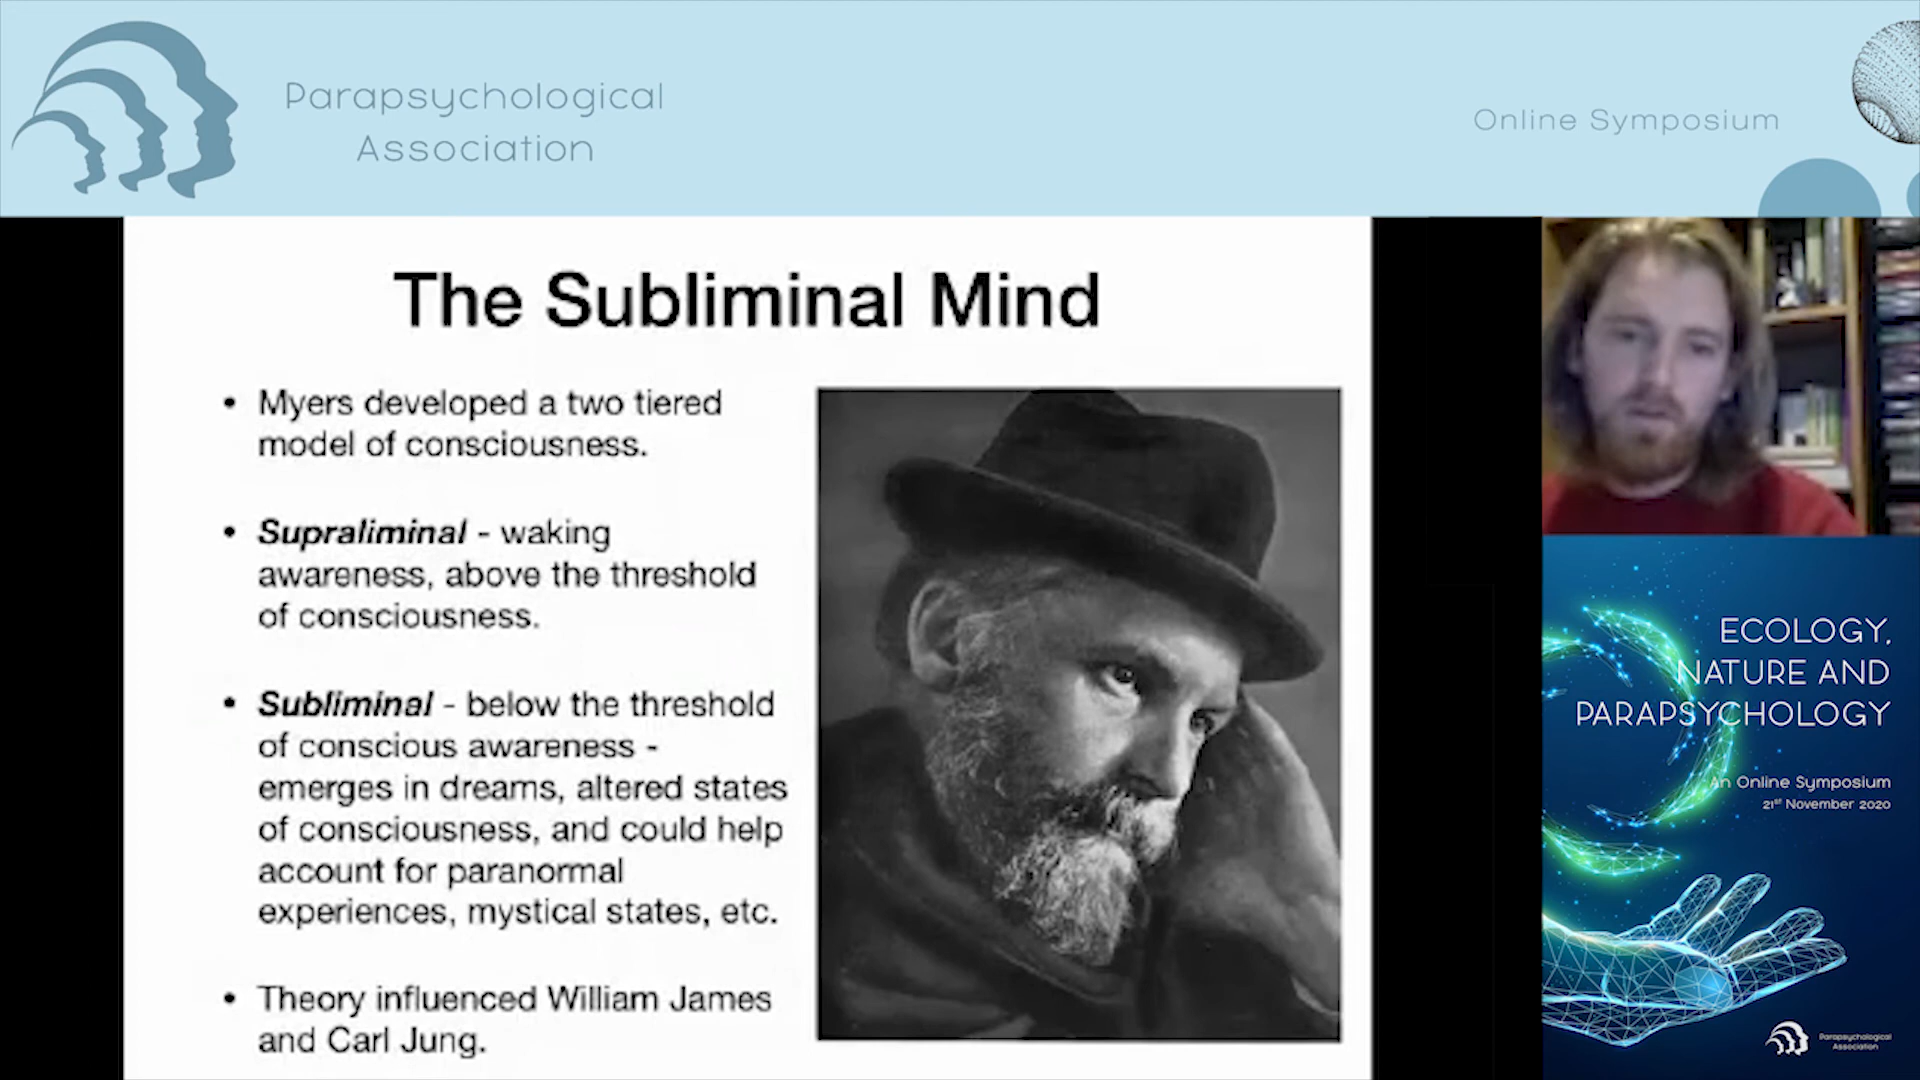 Parapsychological
Association
Online Symposium
The Subliminal Mind
• Myers developed a two tiered
model of consciousness.
• Supraliminal - waking
awareness, above the threshold
of consciousness.
• Subliminal - below the threshold
of conscious awareness -
emerges in dreams, altered states
of consciousness, and could help
account for paranormal
experiences, mystical states, etc.
• Theory influenced William James
and Carl Jung.
ECOLOGY,
NATURE AND
PARAPSYCHOLOGY
An Online Symposium
21st November 2020
Parapsychological
Association